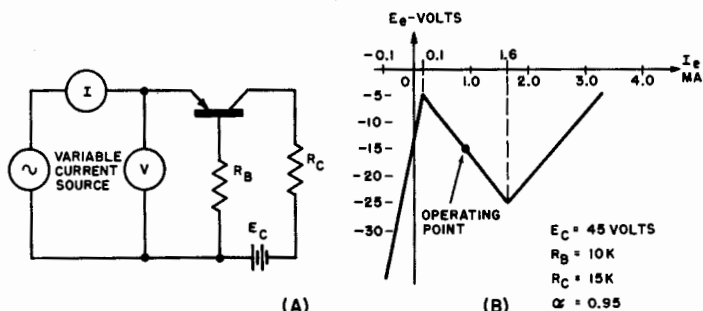 I
VARIABLE
CURRENT
SOURCE
V
R_B
R_C
E_C
(A)
E_e-VOLTS
-0.1
0.1
1.6
I_e
MA
0
1.0
2.0
3.0
4.0
-5
-10
-15
-20
-25
-30
OPERATING
POINT
E_C = 45 VOLTS
R_B = 10K
R_C = 15K
α = 0.95
(B)